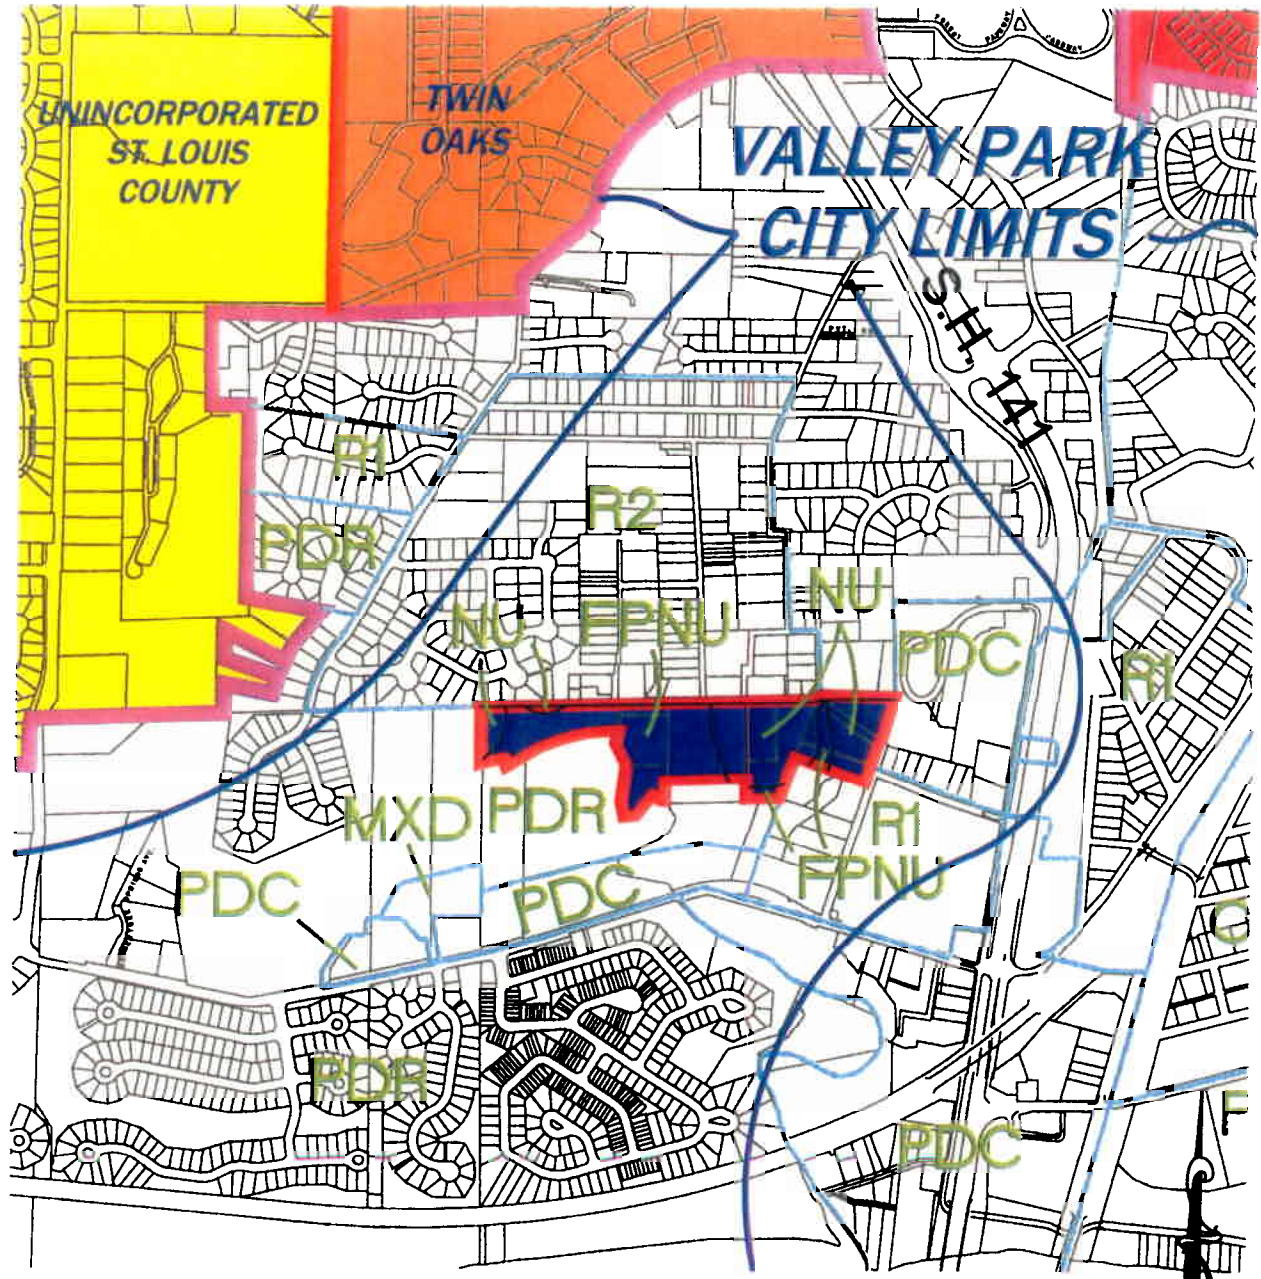 UNINCORPORATED
ST. LOUIS
COUNTY
TWIN
OAKS
VALLEY PARK
CITY LIMITS
S.H. 141
R1
R2
PDR
NU
NU
FPNU
PDC
R1
MXD
PDR
R1
PDC
PDC
FPNU
PDR
PDC